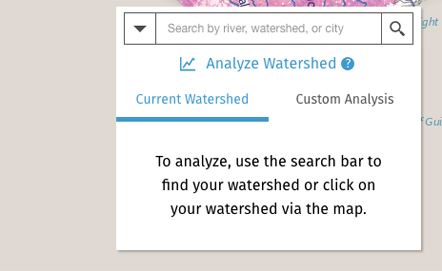 Search by river, watershed, or city
Analyze Watershed ?
Current Watershed
Custom Analysis
To analyze, use the search bar to
find your watershed or click on
your watershed via the map.